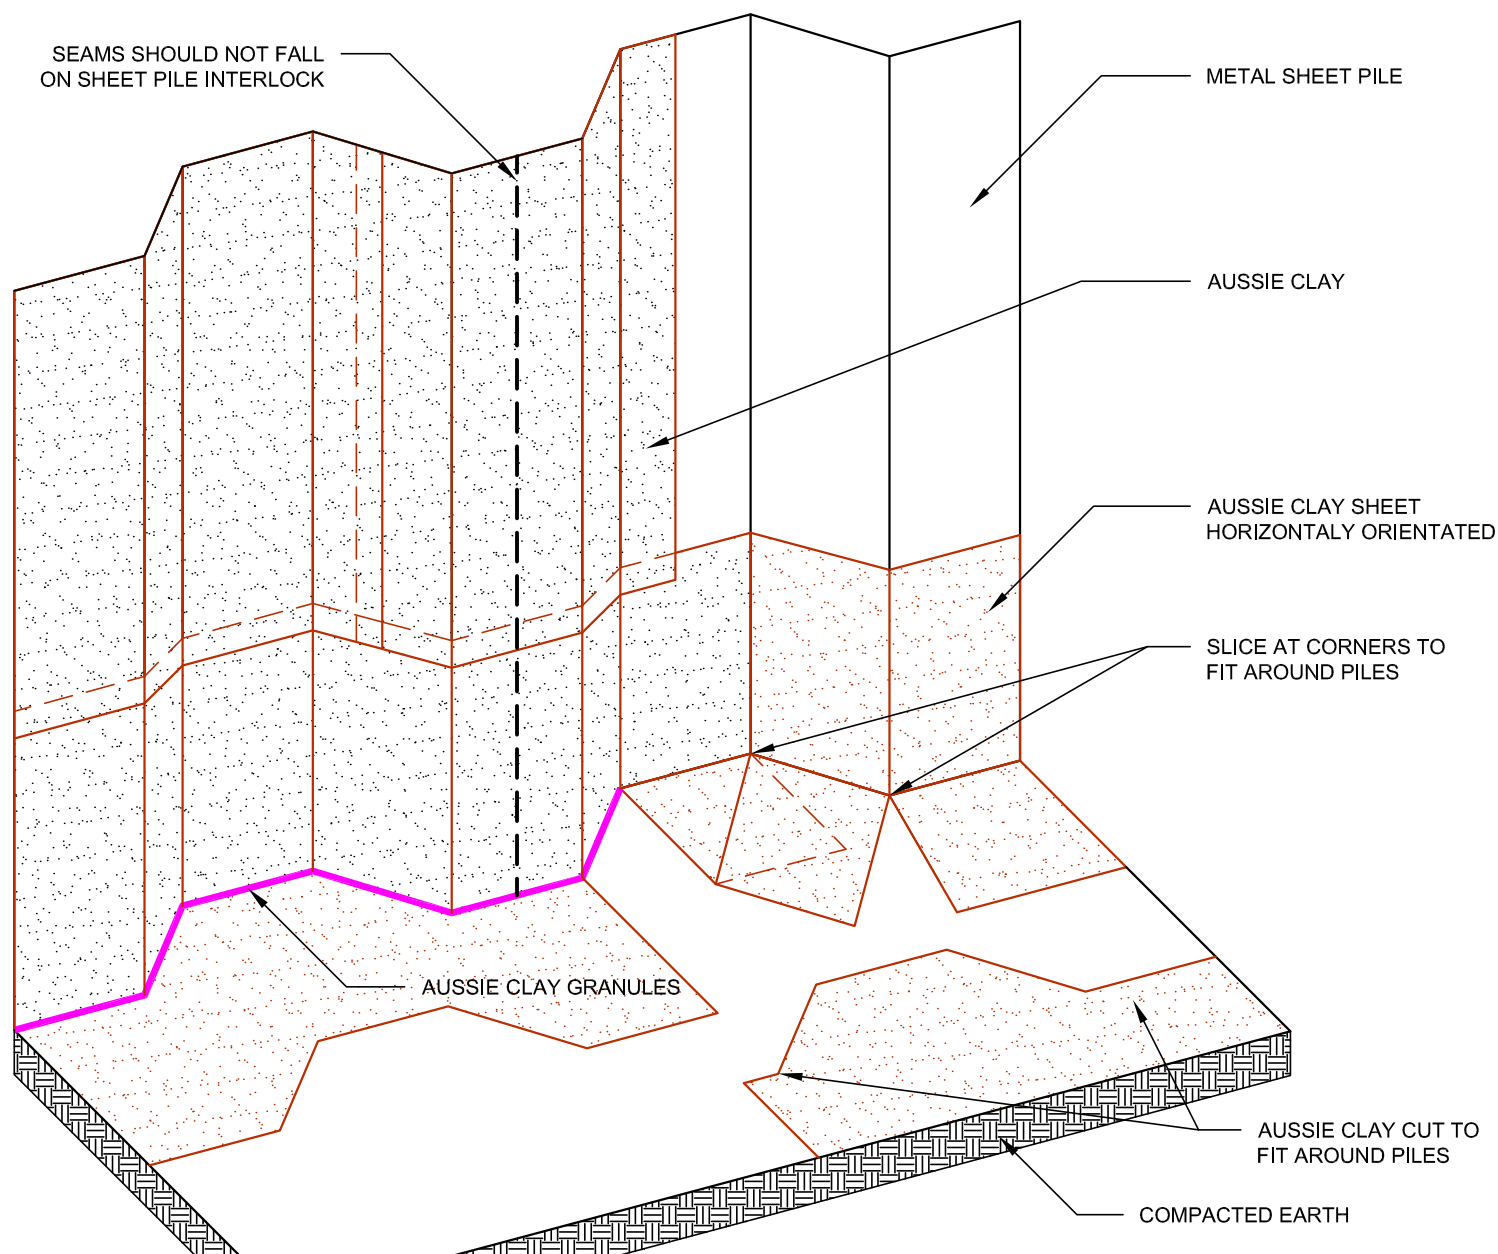 SEAMS SHOULD NOT FALL
ON SHEET PILE INTERLOCK
METAL SHEET PILE
AUSSIE CLAY
AUSSIE CLAY SHEET
HORIZONTALY ORIENTATED
SLICE AT CORNERS TO
FIT AROUND PILES
AUSSIE CLAY GRANULES
AUSSIE CLAY CUT TO
FIT AROUND PILES
COMPACTED EARTH